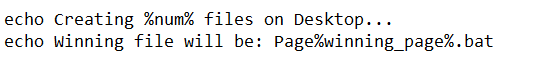 echo Creating %num% files on Desktop...
echo Winning file will be: Page%winning_page%.bat